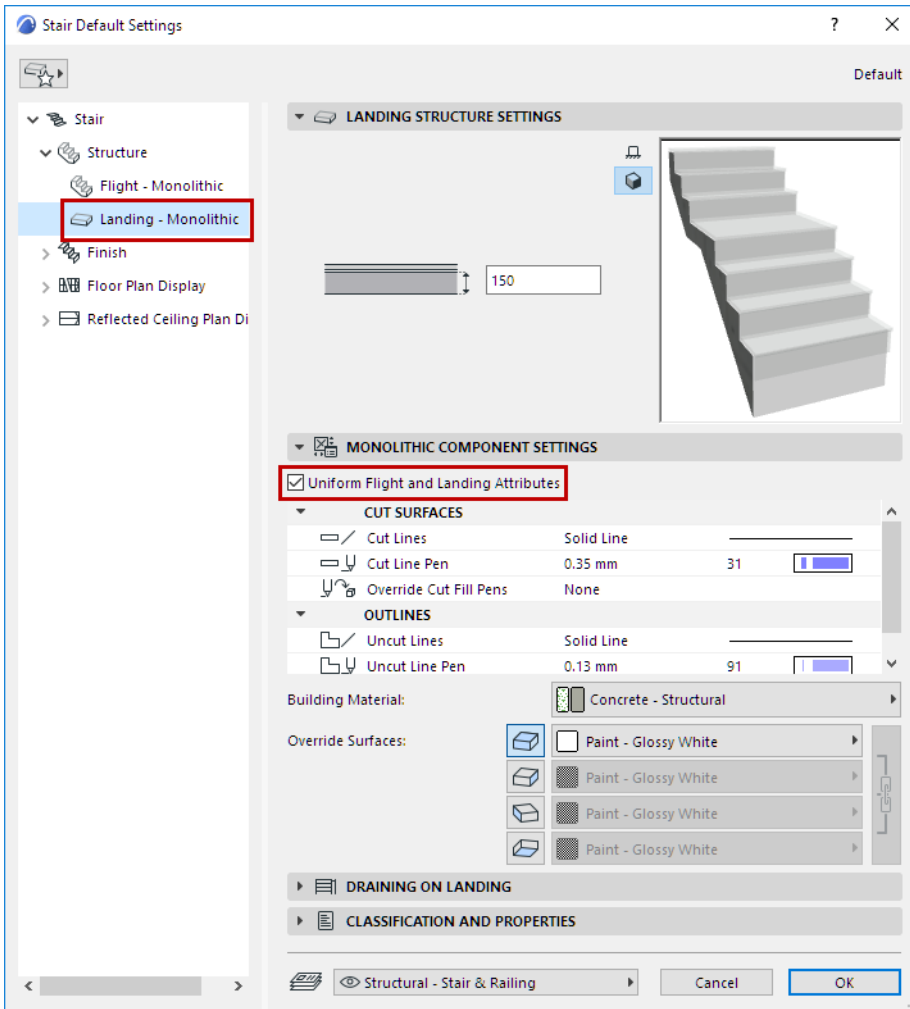 Stair Default Settings
?
Default
Stair
Structure
Flight - Monolithic
Landing - Monolithic
Finish
Floor Plan Display
Reflected Ceiling Plan Di
LANDING STRUCTURE SETTINGS
150
MONOLITHIC COMPONENT SETTINGS
Uniform Flight and Landing Attributes
CUT SURFACES
Cut Lines Solid Line
Cut Line Pen 0.35 mm 31
Override Cut Fill Pens None
OUTLINES
Uncut Lines Solid Line
Uncut Line Pen 0.13 mm 91
Building Material: Concrete - Structural
Override Surfaces: Paint - Glossy White
Paint - Glossy White
Paint - Glossy White
Paint - Glossy White
DRAINING ON LANDING
CLASSIFICATION AND PROPERTIES
Structural - Stair & Railing Cancel OK